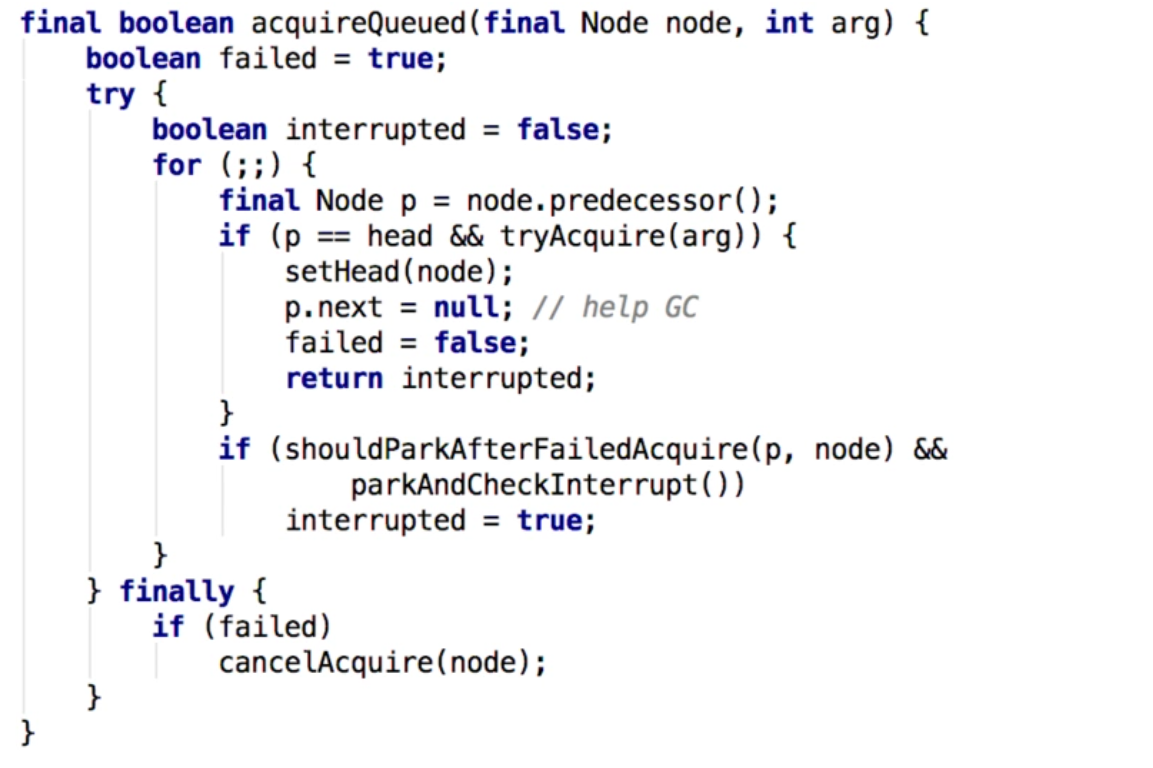 final boolean acquireQueued(final Node node, int arg) {
    boolean failed = true;
    try {
        boolean interrupted = false;
        for (;;) {
            final Node p = node.predecessor();
            if (p == head && tryAcquire(arg)) {
                setHead(node);
                p.next = null; // help GC
                failed = false;
                return interrupted;
            }
            if (shouldParkAfterFailedAcquire(p, node) &&
                    parkAndCheckInterrupt())
                interrupted = true;
        }
    } finally {
        if (failed)
            cancelAcquire(node);
    }
}